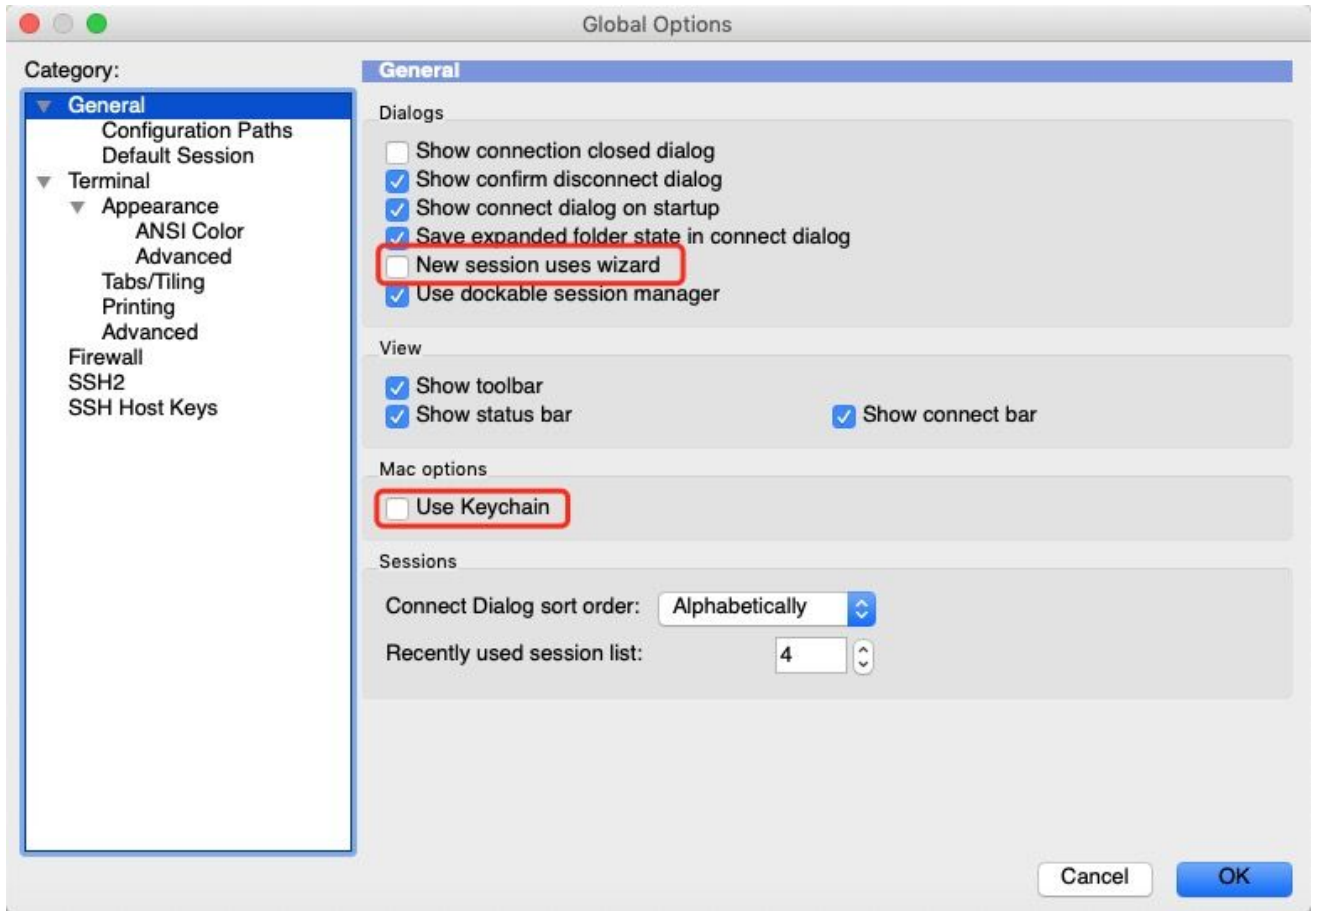 Global Options
Category:
General
Configuration Paths
Default Session
Terminal
Appearance
ANSI Color
Advanced
Tabs/Tiling
Printing
Advanced
Firewall
SSH2
SSH Host Keys
General
Dialogs
Show connection closed dialog
Show confirm disconnect dialog
Show connect dialog on startup
Save expanded folder state in connect dialog
New session uses wizard
Use dockable session manager
View
Show toolbar
Show status bar
Show connect bar
Mac options
Use Keychain
Sessions
Connect Dialog sort order: Alphabetically
Recently used session list: 4
Cancel OK